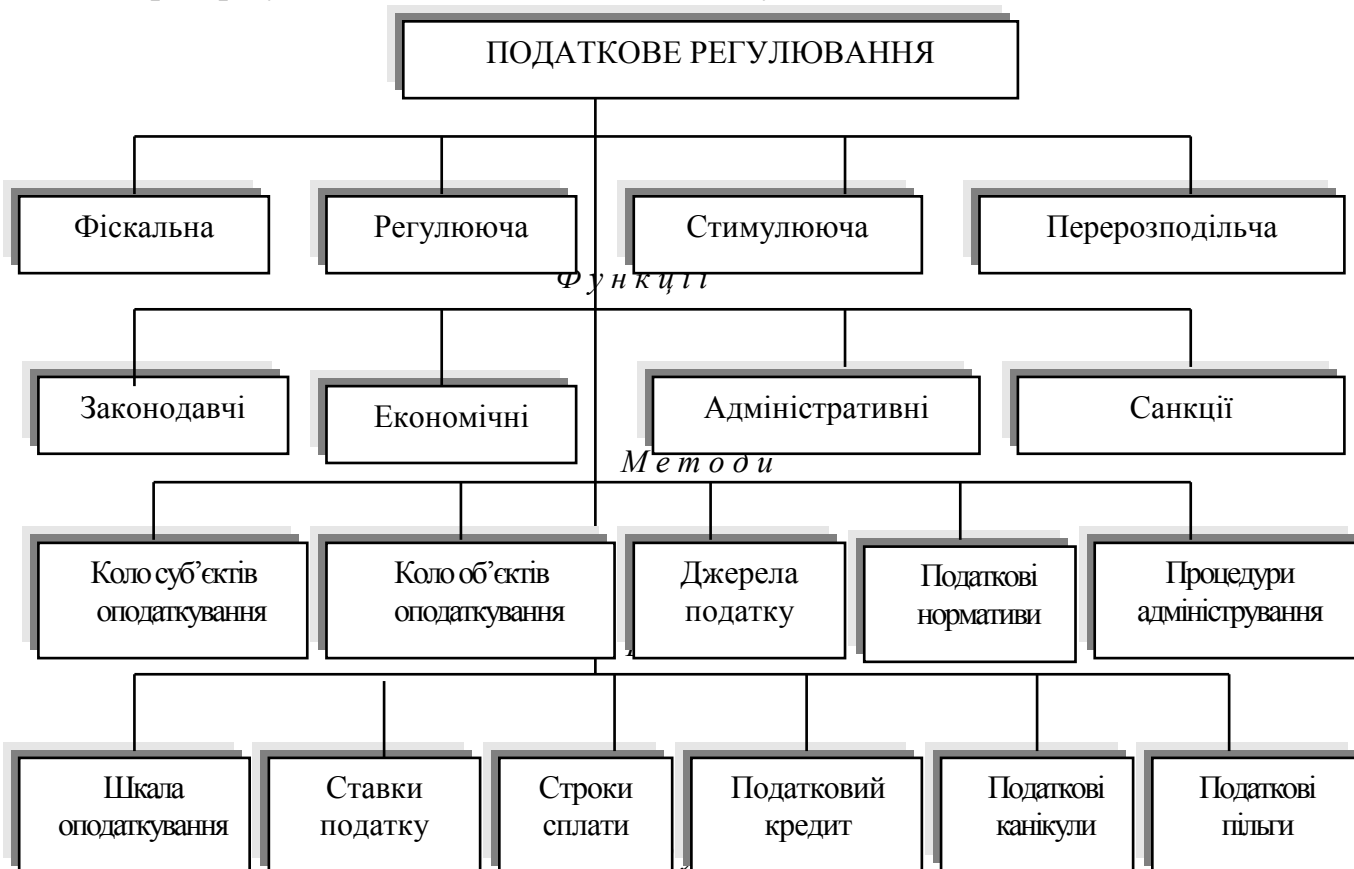 ПОДАТКОВЕ РЕГУЛЮВАННЯ
Фіскальна
Регулююча
Стимулююча
Перерозподільча
Функції
Законодавчі
Економічні
Адміністративні
Санкції
Методи
Коло суб’єктів
оподаткування
Коло об’єктів
оподаткування
Джерела
податку
Податкові
нормативи
Процедури
адміністрування
Шкала
оподаткування
Ставки
податку
Строки
сплати
Податковий
кредит
Податкові
канікули
Податкові
пільги